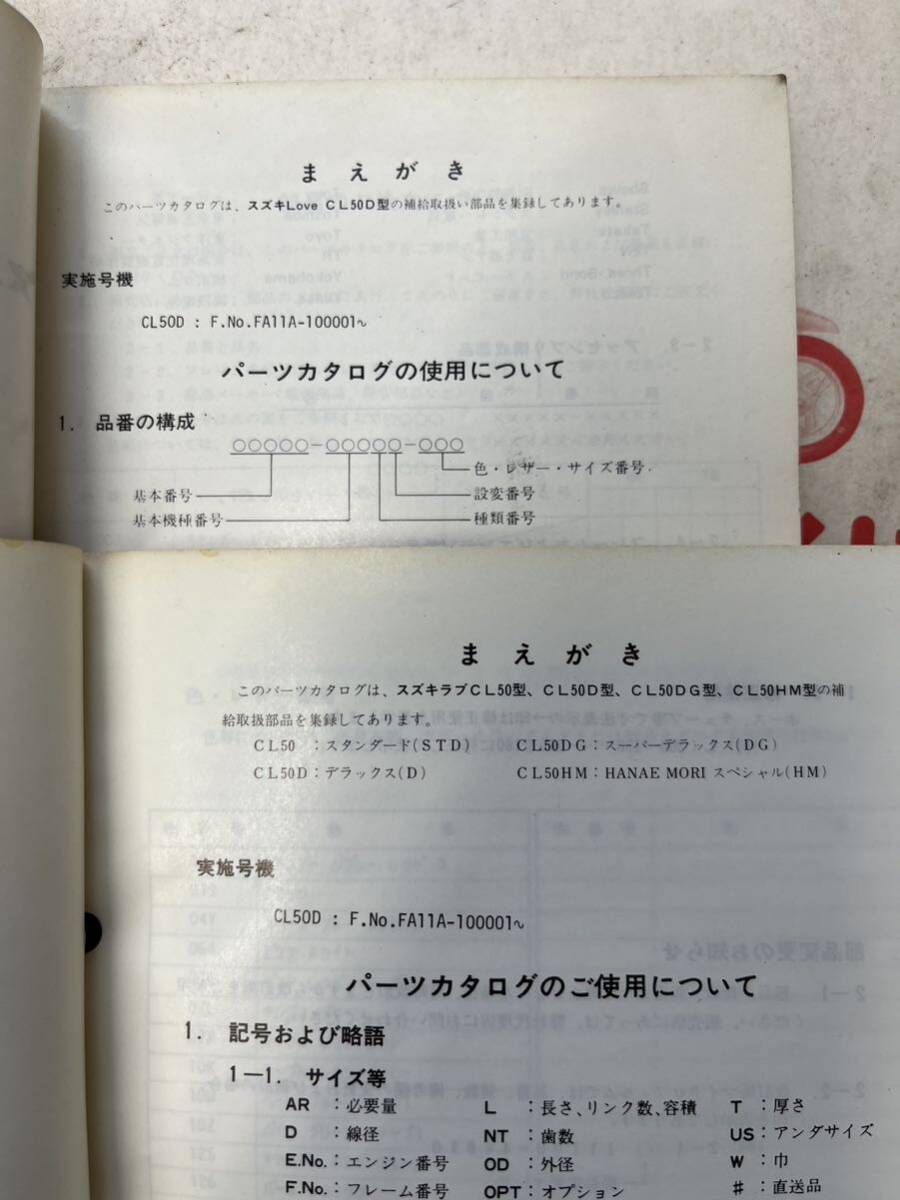 まえがき
このパーツカタログは、スズキLove CL50D型の補給取扱い部品を集録してあります。
実施号機
CL50D : F.No.FA11A-100001~
パーツカタログの使用について
1. 品番の構成
○○○○○-○○○○○-○○○
色・レザー・サイズ番号
基本番号
設変番号
基本機種番号
種類番号
まえがき
このパーツカタログは、スズキラブCL50型、CL50D型、CL50DG型、CL50HM型の補
給取扱部品を集録してあります。
CL50 : スタンダード(STD) CL50DG : スーパーデラックス(DG)
CL50D : デラックス(D) CL50HM : HANAE MORI スペシャル(HM)
実施号機
CL50D : F.No.FA11A-100001~
パーツカタログのご使用について
1. 記号および略語
1-1. サイズ等
AR : 必要量 L : 長さ、リンク数、容積 T : 厚さ
D : 線径 NT : 歯数 US : アンダサイズ
E.No. : エンジン番号 OD : 外径 W : 巾
F.No. : フレーム番号 OPT : オプション # : 直送品